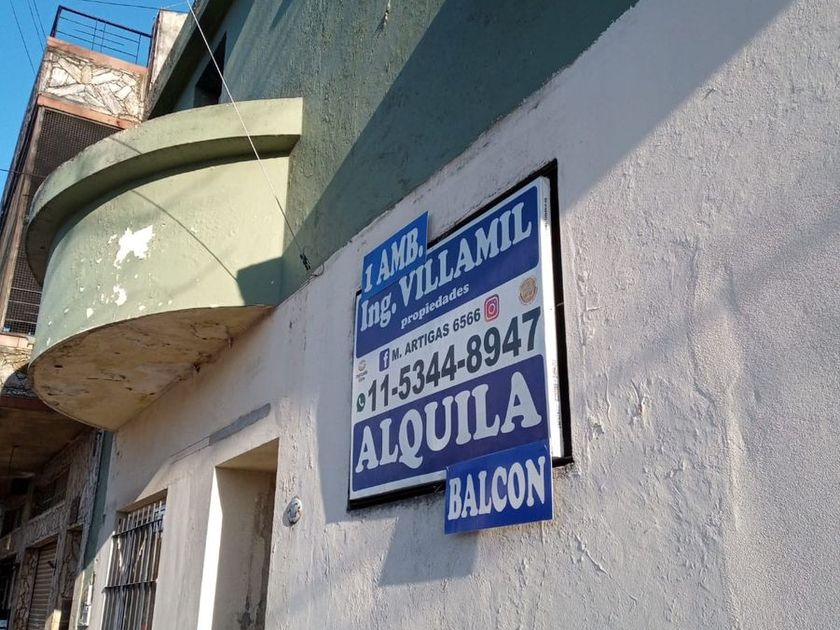 1 AMB.
Ing. VILLAMIL
propiedades
M. ARTIGAS 6566
11-5344-8947
ALQUILA
BALCON